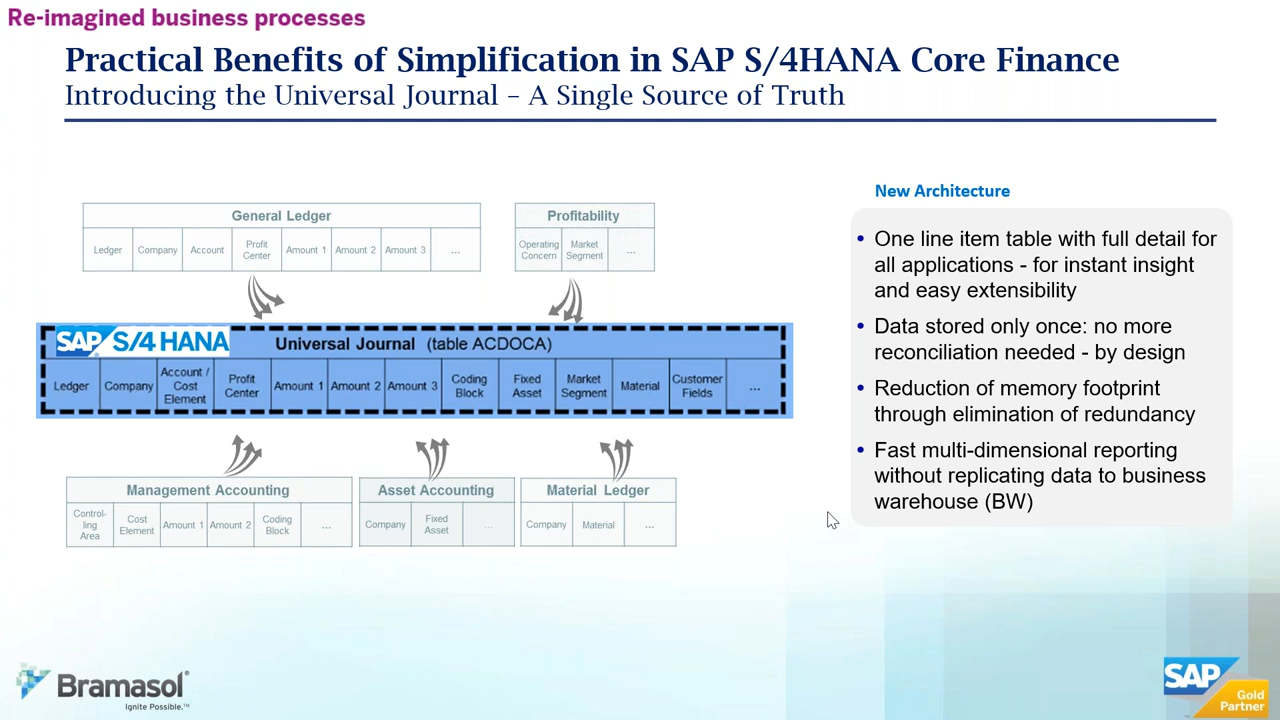 Re-imagined business processes
Practical Benefits of Simplification in SAP S/4HANA Core Finance
Introducing the Universal Journal – A Single Source of Truth
General Ledger
Ledger
Company
Account
Profit
Center
Amount 1
Amount 2
Amount 3
...
Profitability
Operating
Concern
Market
Segment
...
SAP S/4 HANA
Universal Journal (table ACDOCA)
Ledger
Company
Account /
Cost
Element
Profit
Center
Amount 1
Amount 2
Amount 3
Coding
Block
Fixed
Asset
Market
Segment
Material
Customer
Fields
...
Management Accounting
Control-
ling
Area
Cost
Element
Amount 1
Amount 2
Coding
Block
...
Asset Accounting
Company
Fixed
Asset
...
Material Ledger
Company
Material
...
New Architecture
• One line item table with full detail for
all applications - for instant insight
and easy extensibility
• Data stored only once: no more
reconciliation needed - by design
• Reduction of memory footprint
through elimination of redundancy
• Fast multi-dimensional reporting
without replicating data to business
warehouse (BW)
Bramasol®
Ignite Possible.™
SAP
Gold
Partner